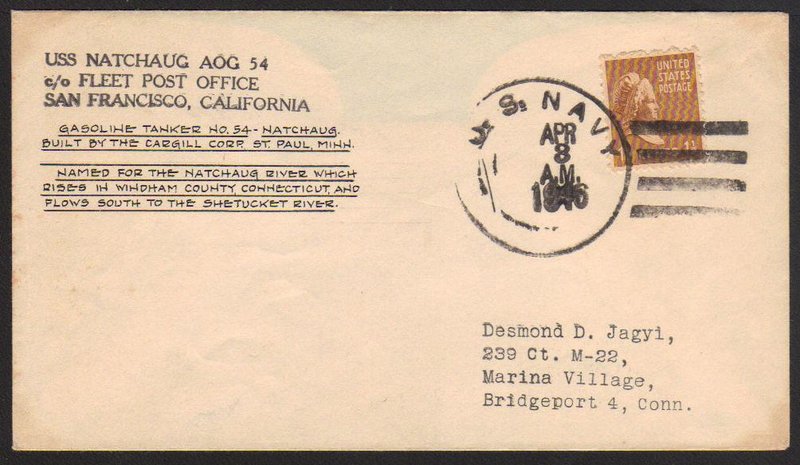 USS NATCHAUG AOG 54
c/o FLEET POST OFFICE
SAN FRANCISCO, CALIFORNIA
GASOLINE TANKER NO. 54 - NATCHAUG.
BUILT BY THE CARGILL CORP. ST. PAUL, MINN.
NAMED FOR THE NATCHAUG RIVER WHICH
RISES IN WINDHAM COUNTY, CONNECTICUT, AND
FLOWS SOUTH TO THE SHETUCKET RIVER.
U. S. NAVY
APR
8
A.M.
1946
UNITED
STATES
POSTAGE
Desmond D. Jagyi,
239 Ct. M-22,
Marina Village,
Bridgeport 4, Conn.